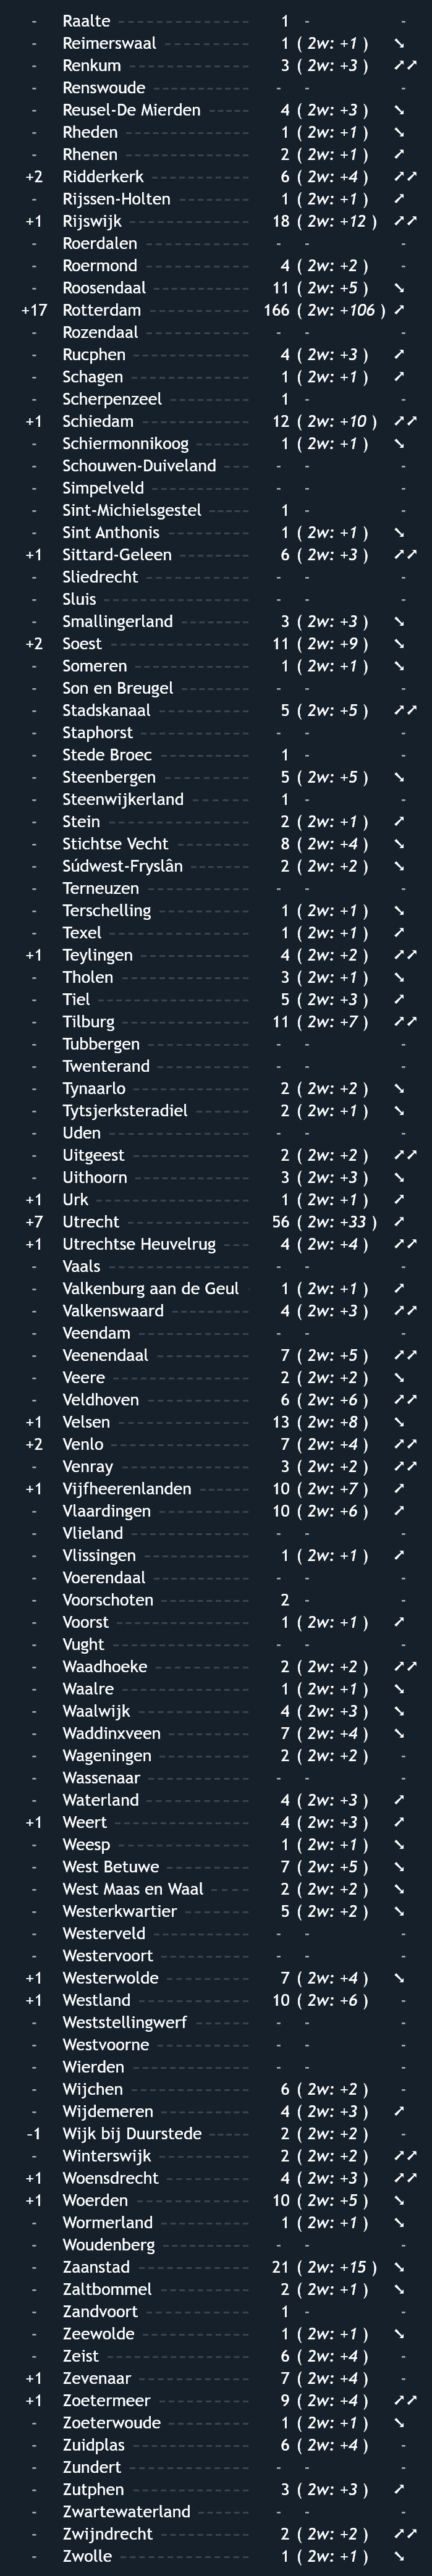 - Raalte 1 - -
- Reimerswaal 1 ( 2w: +1 ) ↘
- Renkum 3 ( 2w: +3 ) ↗↗
- Renswoude - - -
- Reusel-De Mierden 4 ( 2w: +3 ) ↘
- Rheden 1 ( 2w: +1 ) ↘
- Rhenen 2 ( 2w: +1 ) ↗
+2 Ridderkerk 6 ( 2w: +4 ) ↗↗
- Rijssen-Holten 1 ( 2w: +1 ) ↗
+1 Rijswijk 18 ( 2w: +12 ) ↗↗
- Roerdalen - - -
- Roermond 4 ( 2w: +2 ) -
- Roosendaal 11 ( 2w: +5 ) ↘
+17 Rotterdam 166 ( 2w: +106 ) ↗
- Rozendaal - - -
- Rucphen 4 ( 2w: +3 ) ↗
- Schagen 1 ( 2w: +1 ) ↗
- Scherpenzeel 1 - -
+1 Schiedam 12 ( 2w: +10 ) ↗↗
- Schiermonnikoog 1 ( 2w: +1 ) ↘
- Schouwen-Duiveland - - -
- Simpelveld - - -
- Sint-Michielsgestel 1 - -
- Sint Anthonis 1 ( 2w: +1 ) ↘
+1 Sittard-Geleen 6 ( 2w: +3 ) ↗↗
- Sliedrecht - - -
- Sluis - - -
- Smallingerland 3 ( 2w: +3 ) ↘
+2 Soest 11 ( 2w: +9 ) ↘
- Someren 1 ( 2w: +1 ) ↘
- Son en Breugel - - -
- Stadskanaal 5 ( 2w: +5 ) ↗↗
- Staphorst - - -
- Stede Broec 1 - -
- Steenbergen 5 ( 2w: +5 ) ↘
- Steenwijkerland 1 - -
- Stein 2 ( 2w: +1 ) ↗
- Stichtse Vecht 8 ( 2w: +4 ) ↘
- Súdwest-Fryslân 2 ( 2w: +2 ) ↘
- Terneuzen - - -
- Terschelling 1 ( 2w: +1 ) ↘
- Texel 1 ( 2w: +1 ) ↗
+1 Teylingen 4 ( 2w: +2 ) ↗↗
- Tholen 3 ( 2w: +1 ) ↘
- Tiel 5 ( 2w: +3 ) ↗
- Tilburg 11 ( 2w: +7 ) ↗↗
- Tubbergen - - -
- Twenterand - - -
- Tynaarlo 2 ( 2w: +2 ) ↘
- Tytsjerksteradiel 2 ( 2w: +1 ) ↘
- Uden - - -
- Uitgeest 2 ( 2w: +2 ) ↗↗
- Uithoorn 3 ( 2w: +3 ) ↘
+1 Urk 1 ( 2w: +1 ) ↗
+7 Utrecht 56 ( 2w: +33 ) ↗
+1 Utrechtse Heuvelrug 4 ( 2w: +4 ) ↗↗
- Vaals - - -
- Valkenburg aan de Geul 1 ( 2w: +1 ) ↗
- Valkenswaard 4 ( 2w: +3 ) ↗↗
- Veendam - - -
- Veenendaal 7 ( 2w: +5 ) ↗↗
- Veere 2 ( 2w: +2 ) ↘
- Veldhoven 6 ( 2w: +6 ) ↗↗
+1 Velsen 13 ( 2w: +8 ) ↘
+2 Venlo 7 ( 2w: +4 ) ↗↗
- Venray 3 ( 2w: +2 ) ↗↗
+1 Vijfheerenlanden 10 ( 2w: +7 ) ↗
- Vlaardingen 10 ( 2w: +6 ) ↗
- Vlieland - - -
- Vlissingen 1 ( 2w: +1 ) ↗
- Voerendaal - - -
- Voorschoten 2 - -
- Voorst 1 ( 2w: +1 ) ↗
- Vught - - -
- Waadhoeke 2 ( 2w: +2 ) ↗↗
- Waalre 1 ( 2w: +1 ) ↘
- Waalwijk 4 ( 2w: +3 ) ↘
- Waddinxveen 7 ( 2w: +4 ) ↘
- Wageningen 2 ( 2w: +2 ) -
- Wassenaar - - -
- Waterland 4 ( 2w: +3 ) ↗
+1 Weert 4 ( 2w: +3 ) ↗
- Weesp 1 ( 2w: +1 ) ↘
- West Betuwe 7 ( 2w: +5 ) ↘
- West Maas en Waal 2 ( 2w: +2 ) ↘
- Westerkwartier 5 ( 2w: +2 ) ↘
- Westerveld - - -
- Westervoort - - -
+1 Westerwolde 7 ( 2w: +4 ) ↘
+1 Westland 10 ( 2w: +6 ) -
- Weststellingwerf - - -
- Westvoorne - - -
- Wierden - - -
- Wijchen 6 ( 2w: +2 ) -
- Wijdemeren 4 ( 2w: +3 ) ↗
-1 Wijk bij Duurstede 2 ( 2w: +2 ) -
- Winterswijk 2 ( 2w: +2 ) ↗↗
+1 Woensdrecht 4 ( 2w: +3 ) ↗↗
+1 Woerden 10 ( 2w: +5 ) ↘
- Wormerland 1 ( 2w: +1 ) ↘
- Woudenberg - - -
- Zaanstad 21 ( 2w: +15 ) ↘
- Zaltbommel 2 ( 2w: +1 ) ↘
- Zandvoort 1 - -
- Zeewolde 1 ( 2w: +1 ) ↘
- Zeist 6 ( 2w: +4 ) -
+1 Zevenaar 7 ( 2w: +4 ) -
+1 Zoetermeer 9 ( 2w: +4 ) ↗↗
- Zoeterwoude 1 ( 2w: +1 ) ↘
- Zuidplas 6 ( 2w: +4 ) -
- Zundert - - -
- Zutphen 3 ( 2w: +3 ) ↗
- Zwartewaterland - - -
- Zwijndrecht 2 ( 2w: +2 ) ↗↗
- Zwolle 1 ( 2w: +1 ) ↘